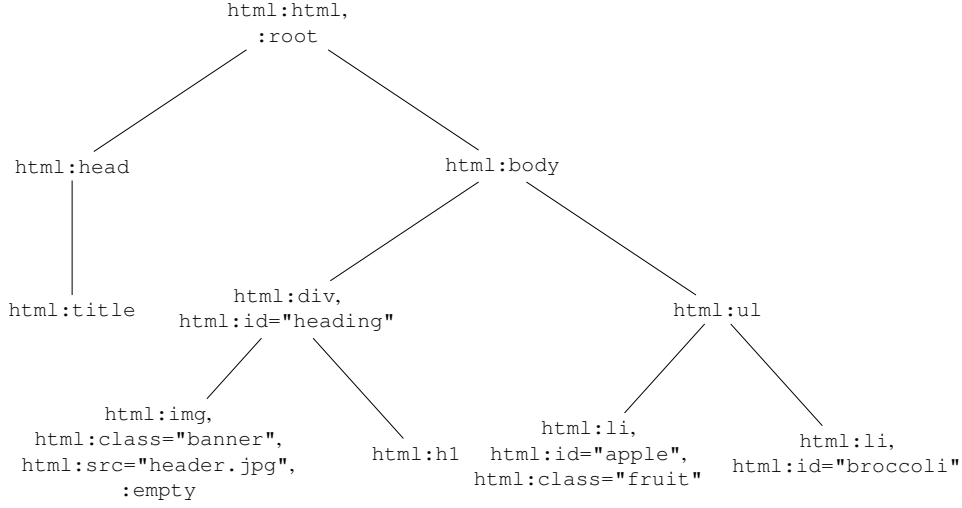 html:html,
:root
html:head
html:body
html:title
html:div,
html:id="heading"
html:ul
html:img,
html:class="banner",
html:src="header.jpg",
:empty
html:h1
html:li,
html:id="apple",
html:class="fruit"
html:li,
html:id="broccoli"